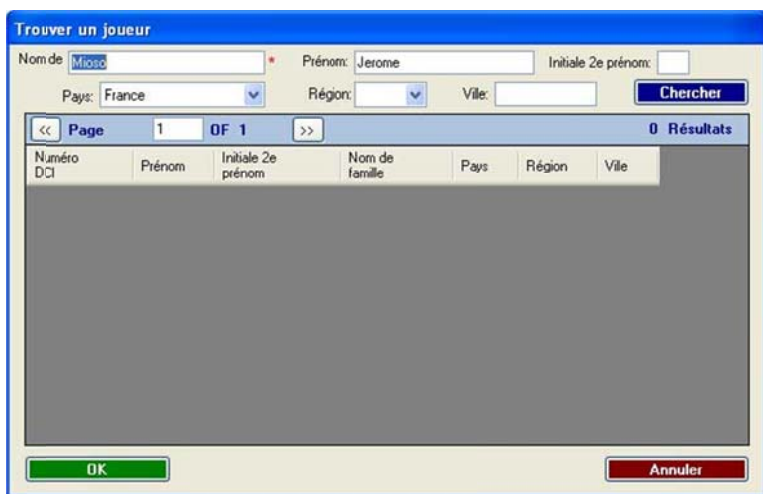 Trouver un joueur
Nom de Mioso * Prénom: Jerome Initiale 2e prénom:
Pays: France Région: Ville: Chercher
<< Page 1 OF 1 >> 0 Résultats
Numéro DCI Prénom Initiale 2e prénom Nom de famille Pays Région Ville
OK Annuler